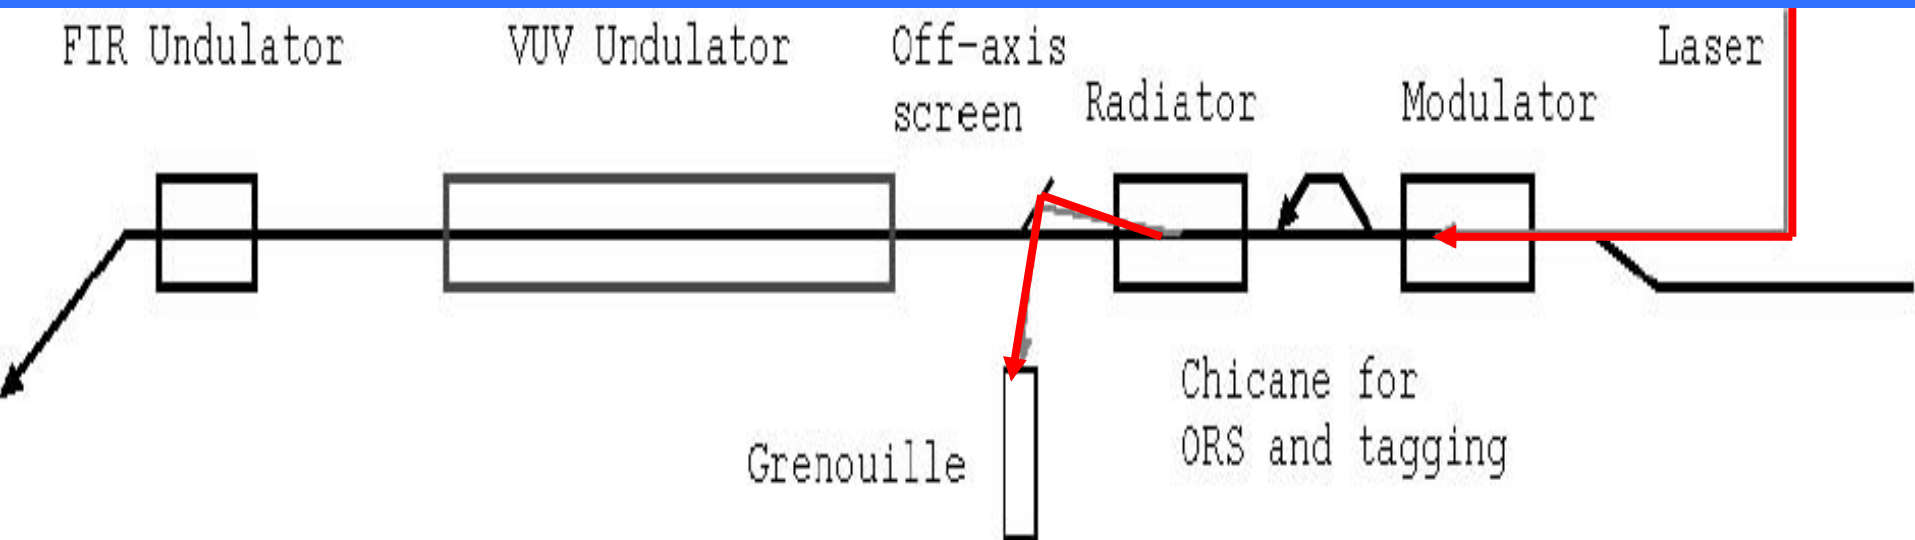 FIR Undulator
VUV Undulator
Off-axis
screen
Radiator
Modulator
Laser
Chicane for
ORS and tagging
Grenouille